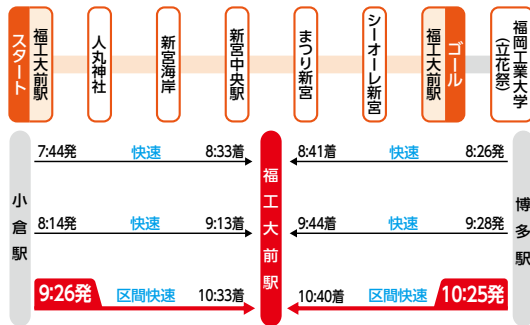 スタート
福工大前駅
人丸神社
新宮海岸
新宮中央駅
まつり新宮
シーオーレ新宮
福工大前駅
ゴール
福岡工業大学
(立花祭)
小倉駅
福工大前駅
博多駅
7:44発 快速 8:33着
8:41着 快速 8:26発
8:14発 快速 9:13着
9:44着 快速 9:28発
9:26発 区間快速 10:33着
10:40着 区間快速 10:25発